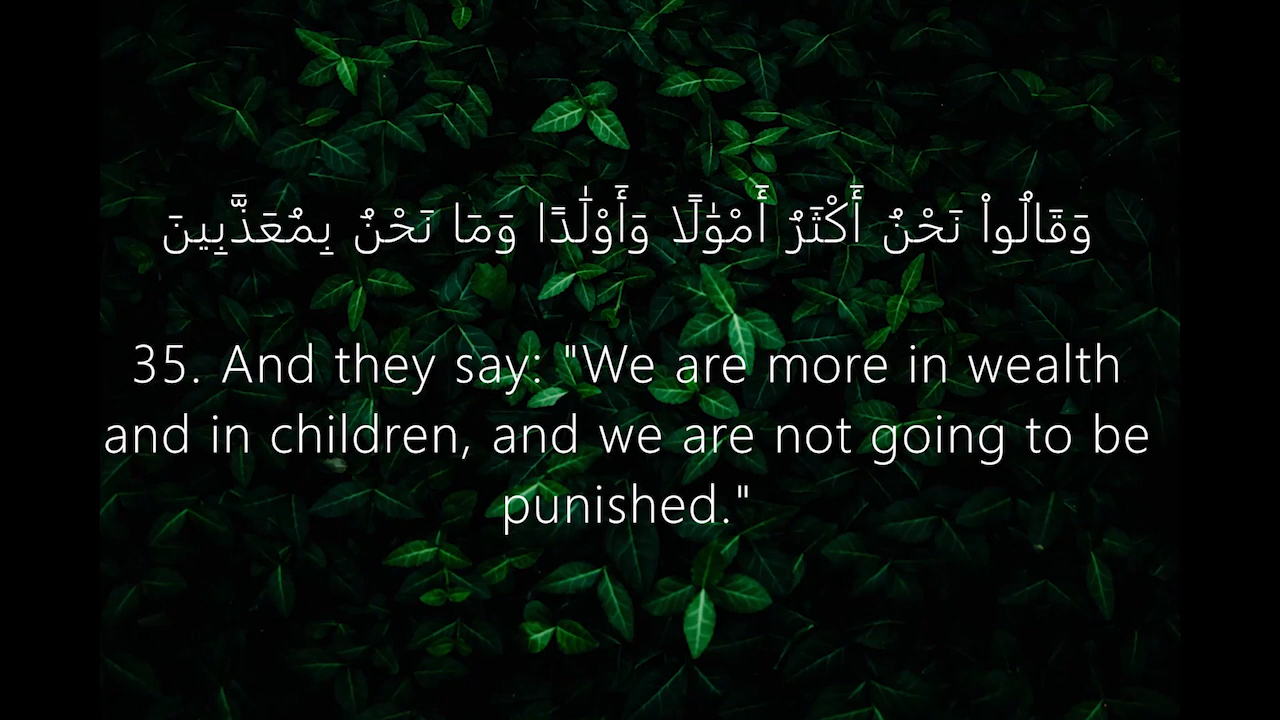 وَقَالُوا۟ نَحْنُ أَكْثَرُ أَمْوَٰلًا وَأَوْلَٰدًا وَمَا نَحْنُ بِمُعَذَّبِينَ
35. And they say: "We are more in wealth
and in children, and we are not going to be
punished."